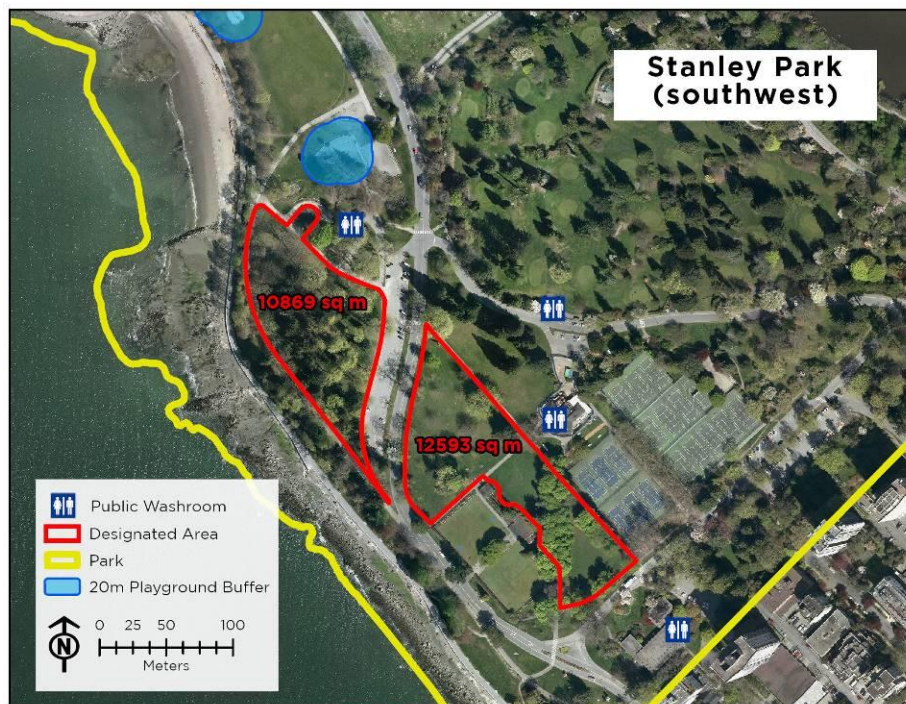 Stanley Park
(southwest)
10869 sq m
12593 sq m
Public Washroom
Designated Area
Park
20m Playground Buffer
N
0 25 50 100
Meters